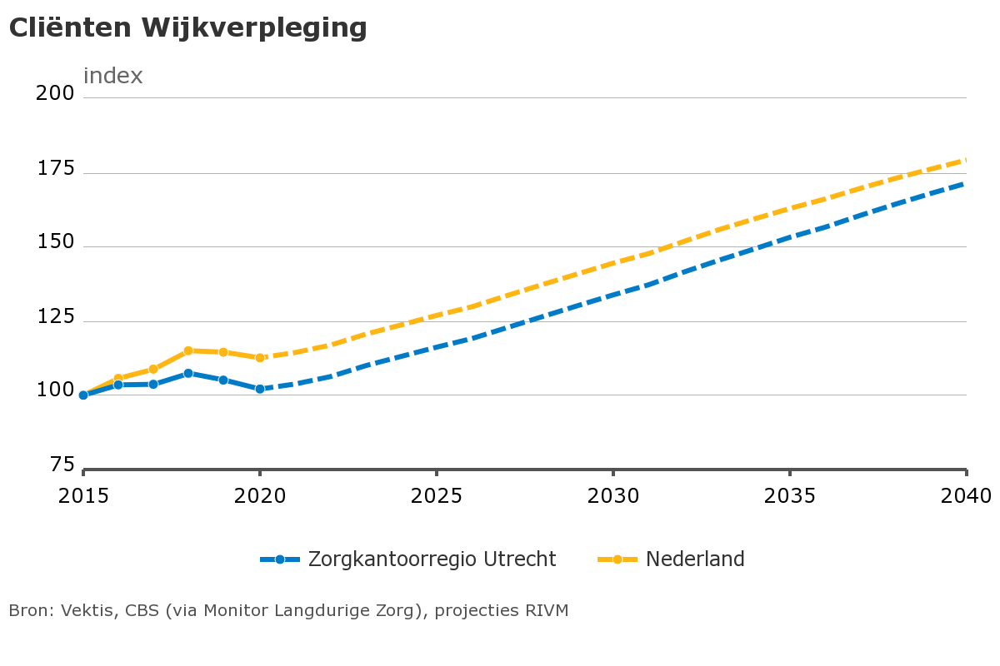 Cliënten Wijkverpleging
index
200
175
150
125
100
75
2015 2020 2025 2030 2035 2040
Zorgkantoorregio Utrecht Nederland
Bron: Vektis, CBS (via Monitor Langdurige Zorg), projecties RIVM